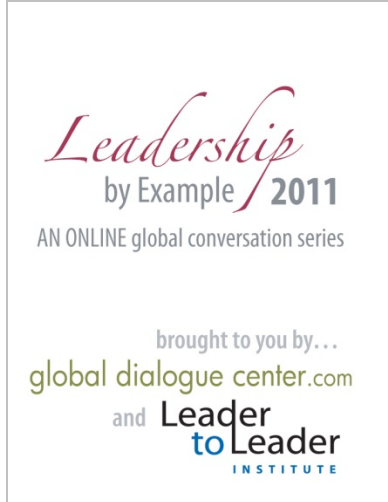 Leadership
by Example 2011
AN ONLINE global conversation series
brought to you by...
global dialogue center.com
and Leader
to Leader
INSTITUTE